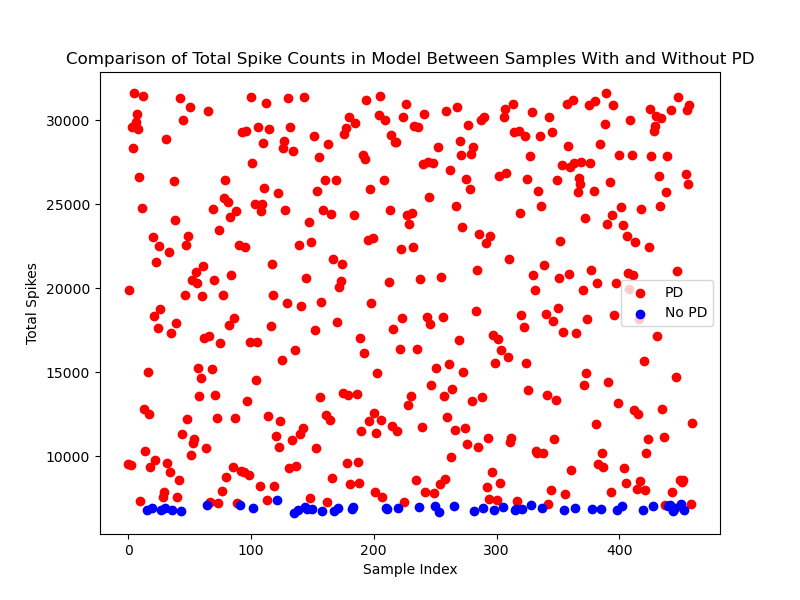 Comparison of Total Spike Counts in Model Between Samples With and Without PD
30000
25000
20000
15000
10000
Total Spikes
PD
No PD
0
100
200
300
400
Sample Index